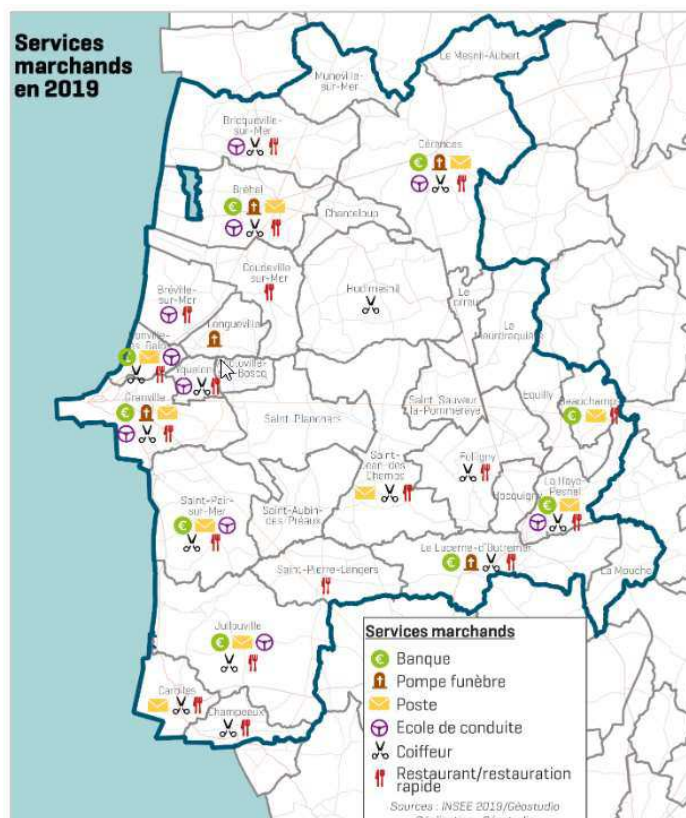 Services
marchands
en 2019
Le Mesnil-Aubert
Muneville-
sur-Mer
Bricqueville-
sur-Mer
Cérences
Bréhal
Chanteloup
Coudeville
sur-Mer
Bréville-
sur-Mer
Hudimesnil
Le
Le
Meurdraquière
Longueville
Granville
Saint-Planchers
Saint-Sauveur
la-Pommeraye
Equilly
Beauchamps
Saint-
Jean-des
Champs
Folligny
La Haye-
Pesnel
Hocquigny
Saint-Pair-
sur-Mer
Saint-Aubin-
des-Préaux
La Lucerne-d'Outremer
Saint-Pierre-Langers
La Mouche
Jullouville
Carolles
Champeaux
Services marchands
Banque
Pompe funèbre
Poste
Ecole de conduite
Coiffeur
Restaurant/restauration
rapide
Sources : INSEE 2019/Géostudio